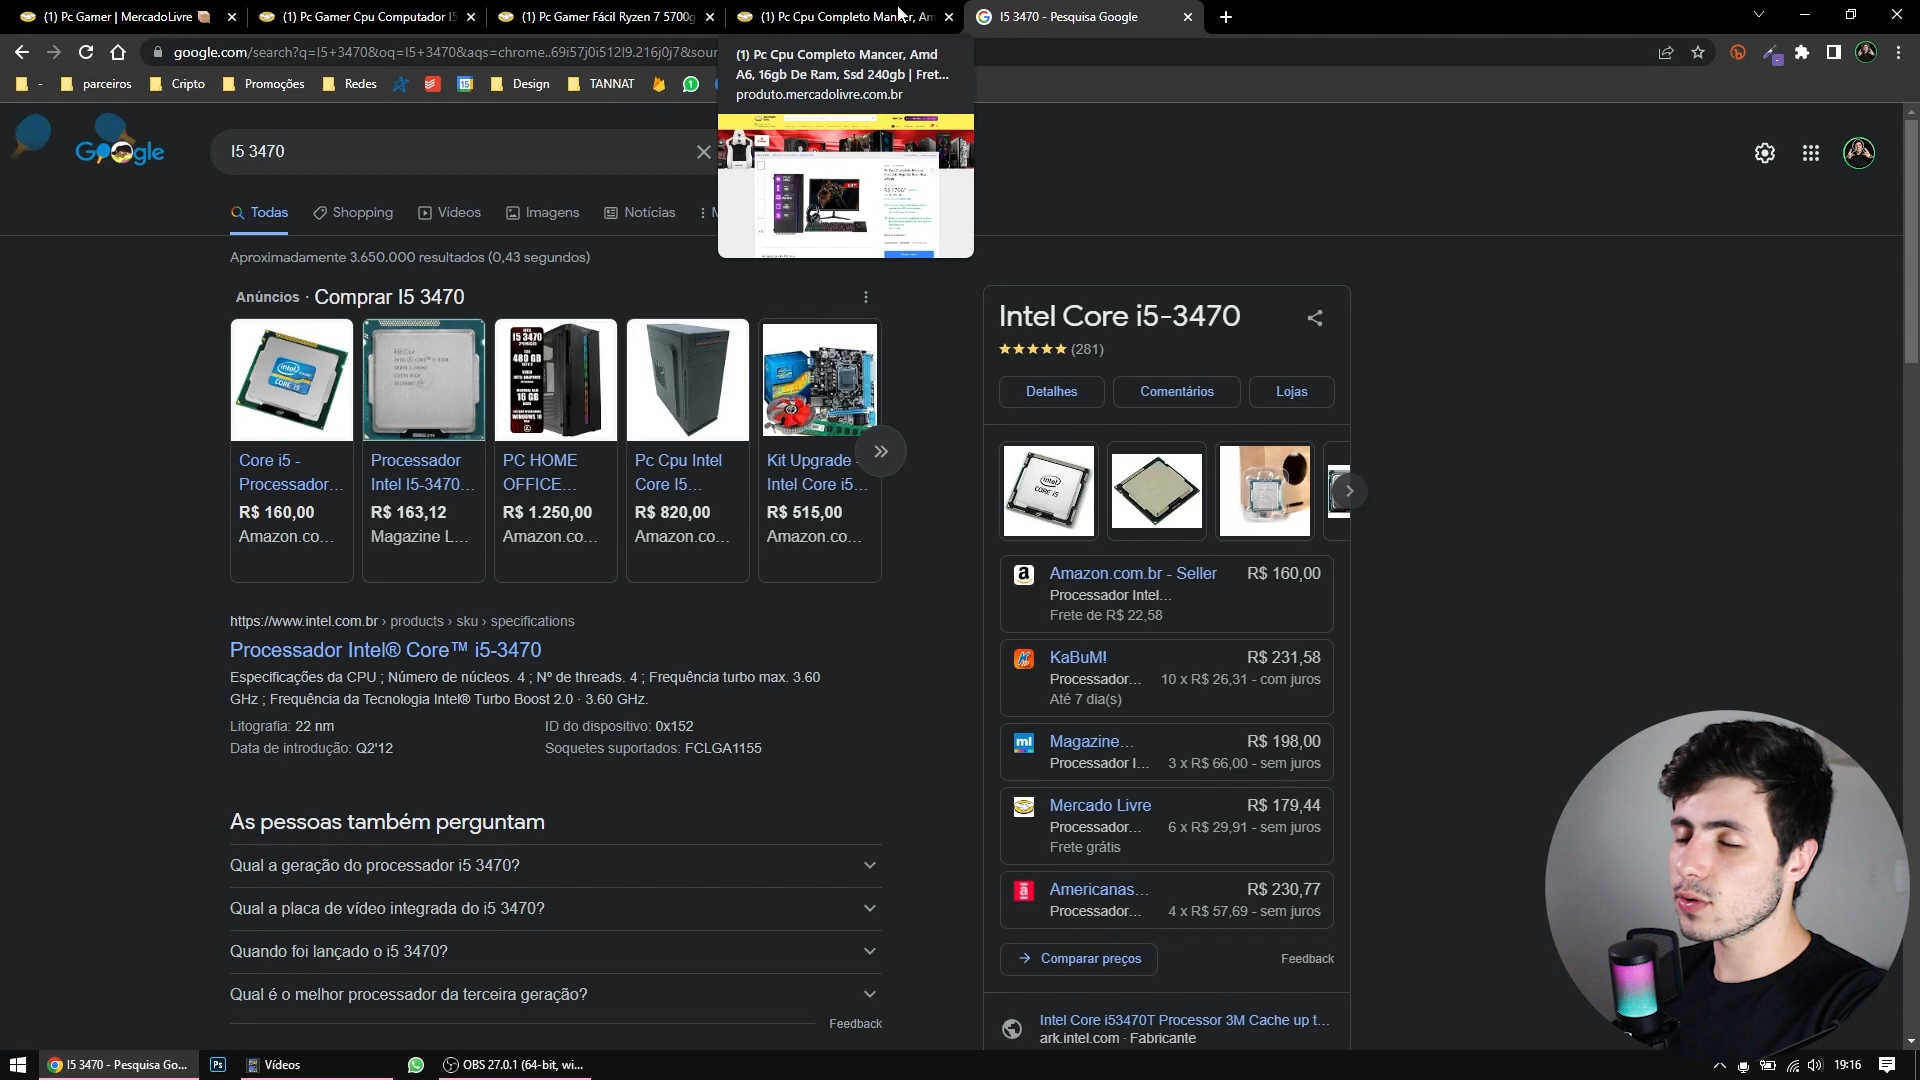 (1) Pc Gamer | MercadoLivre
(1) Pc Gamer Cpu Computador I5
(1) Pc Gamer Fácil Ryzen 7 5700g
(1) Pc Cpu Completo Mancer, Am
I5 3470 - Pesquisa Google
google.com/search?q=I5+3470&oq=I5+3470&aqs=chrome..69i57j0i512l9.216j0j7&sour
-
parceiros
Cripto
Promoções
Redes
Design
TANNAT
(1) Pc Cpu Completo Mancer, Amd
A6, 16gb De Ram, Ssd 240gb | Fret...
produto.mercadolivre.com.br
Google
I5 3470
Todas
Shopping
Vídeos
Imagens
Notícias
M
Aproximadamente 3.650.000 resultados (0,43 segundos)
Anúncios · Comprar I5 3470
intel
CORE i5
I5 3470
480 GB
16 GB
Core i5 -
Processador...
R$ 160,00
Amazon.co...
Processador
Intel I5-3470...
R$ 163,12
Magazine L...
PC HOME
OFFICE...
R$ 1.250,00
Amazon.co...
Pc Cpu Intel
Core I5...
R$ 820,00
Amazon.co...
Kit Upgrade -
Intel Core i5...
R$ 515,00
Amazon.co...
https://www.intel.com.br › products › sku › specifications
Processador Intel® Core™ i5-3470
Especificações da CPU ; Número de núcleos. 4 ; Nº de threads. 4 ; Frequência turbo max. 3.60
GHz ; Frequência da Tecnologia Intel® Turbo Boost 2.0 · 3.60 GHz.
Litografia: 22 nm
ID do dispositivo: 0x152
Data de introdução: Q2'12
Soquetes suportados: FCLGA1155
As pessoas também perguntam
Qual a geração do processador i5 3470?
Qual a placa de vídeo integrada do i5 3470?
Quando foi lançado o i5 3470?
Qual é o melhor processador da terceira geração?
Feedback
Intel Core i5-3470
(281)
Detalhes
Comentários
Lojas
intel
CORE i5
Amazon.com.br - Seller
R$ 160,00
Processador Intel...
Frete de R$ 22,58
KaBuM!
R$ 231,58
Processador...
10 x R$ 26,31 - com juros
Até 7 dia(s)
Magazine...
R$ 198,00
Processador I...
3 x R$ 66,00 - sem juros
Mercado Livre
R$ 179,44
Processador...
6 x R$ 29,91 - sem juros
Frete grátis
Americanas...
R$ 230,77
Processador...
4 x R$ 57,69 - sem juros
Comparar preços
Feedback
Intel Core i53470T Processor 3M Cache up t...
ark.intel.com · Fabricante
I5 3470 - Pesquisa Go...
Ps
Vídeos
OBS 27.0.1 (64-bit, wi...
19:16